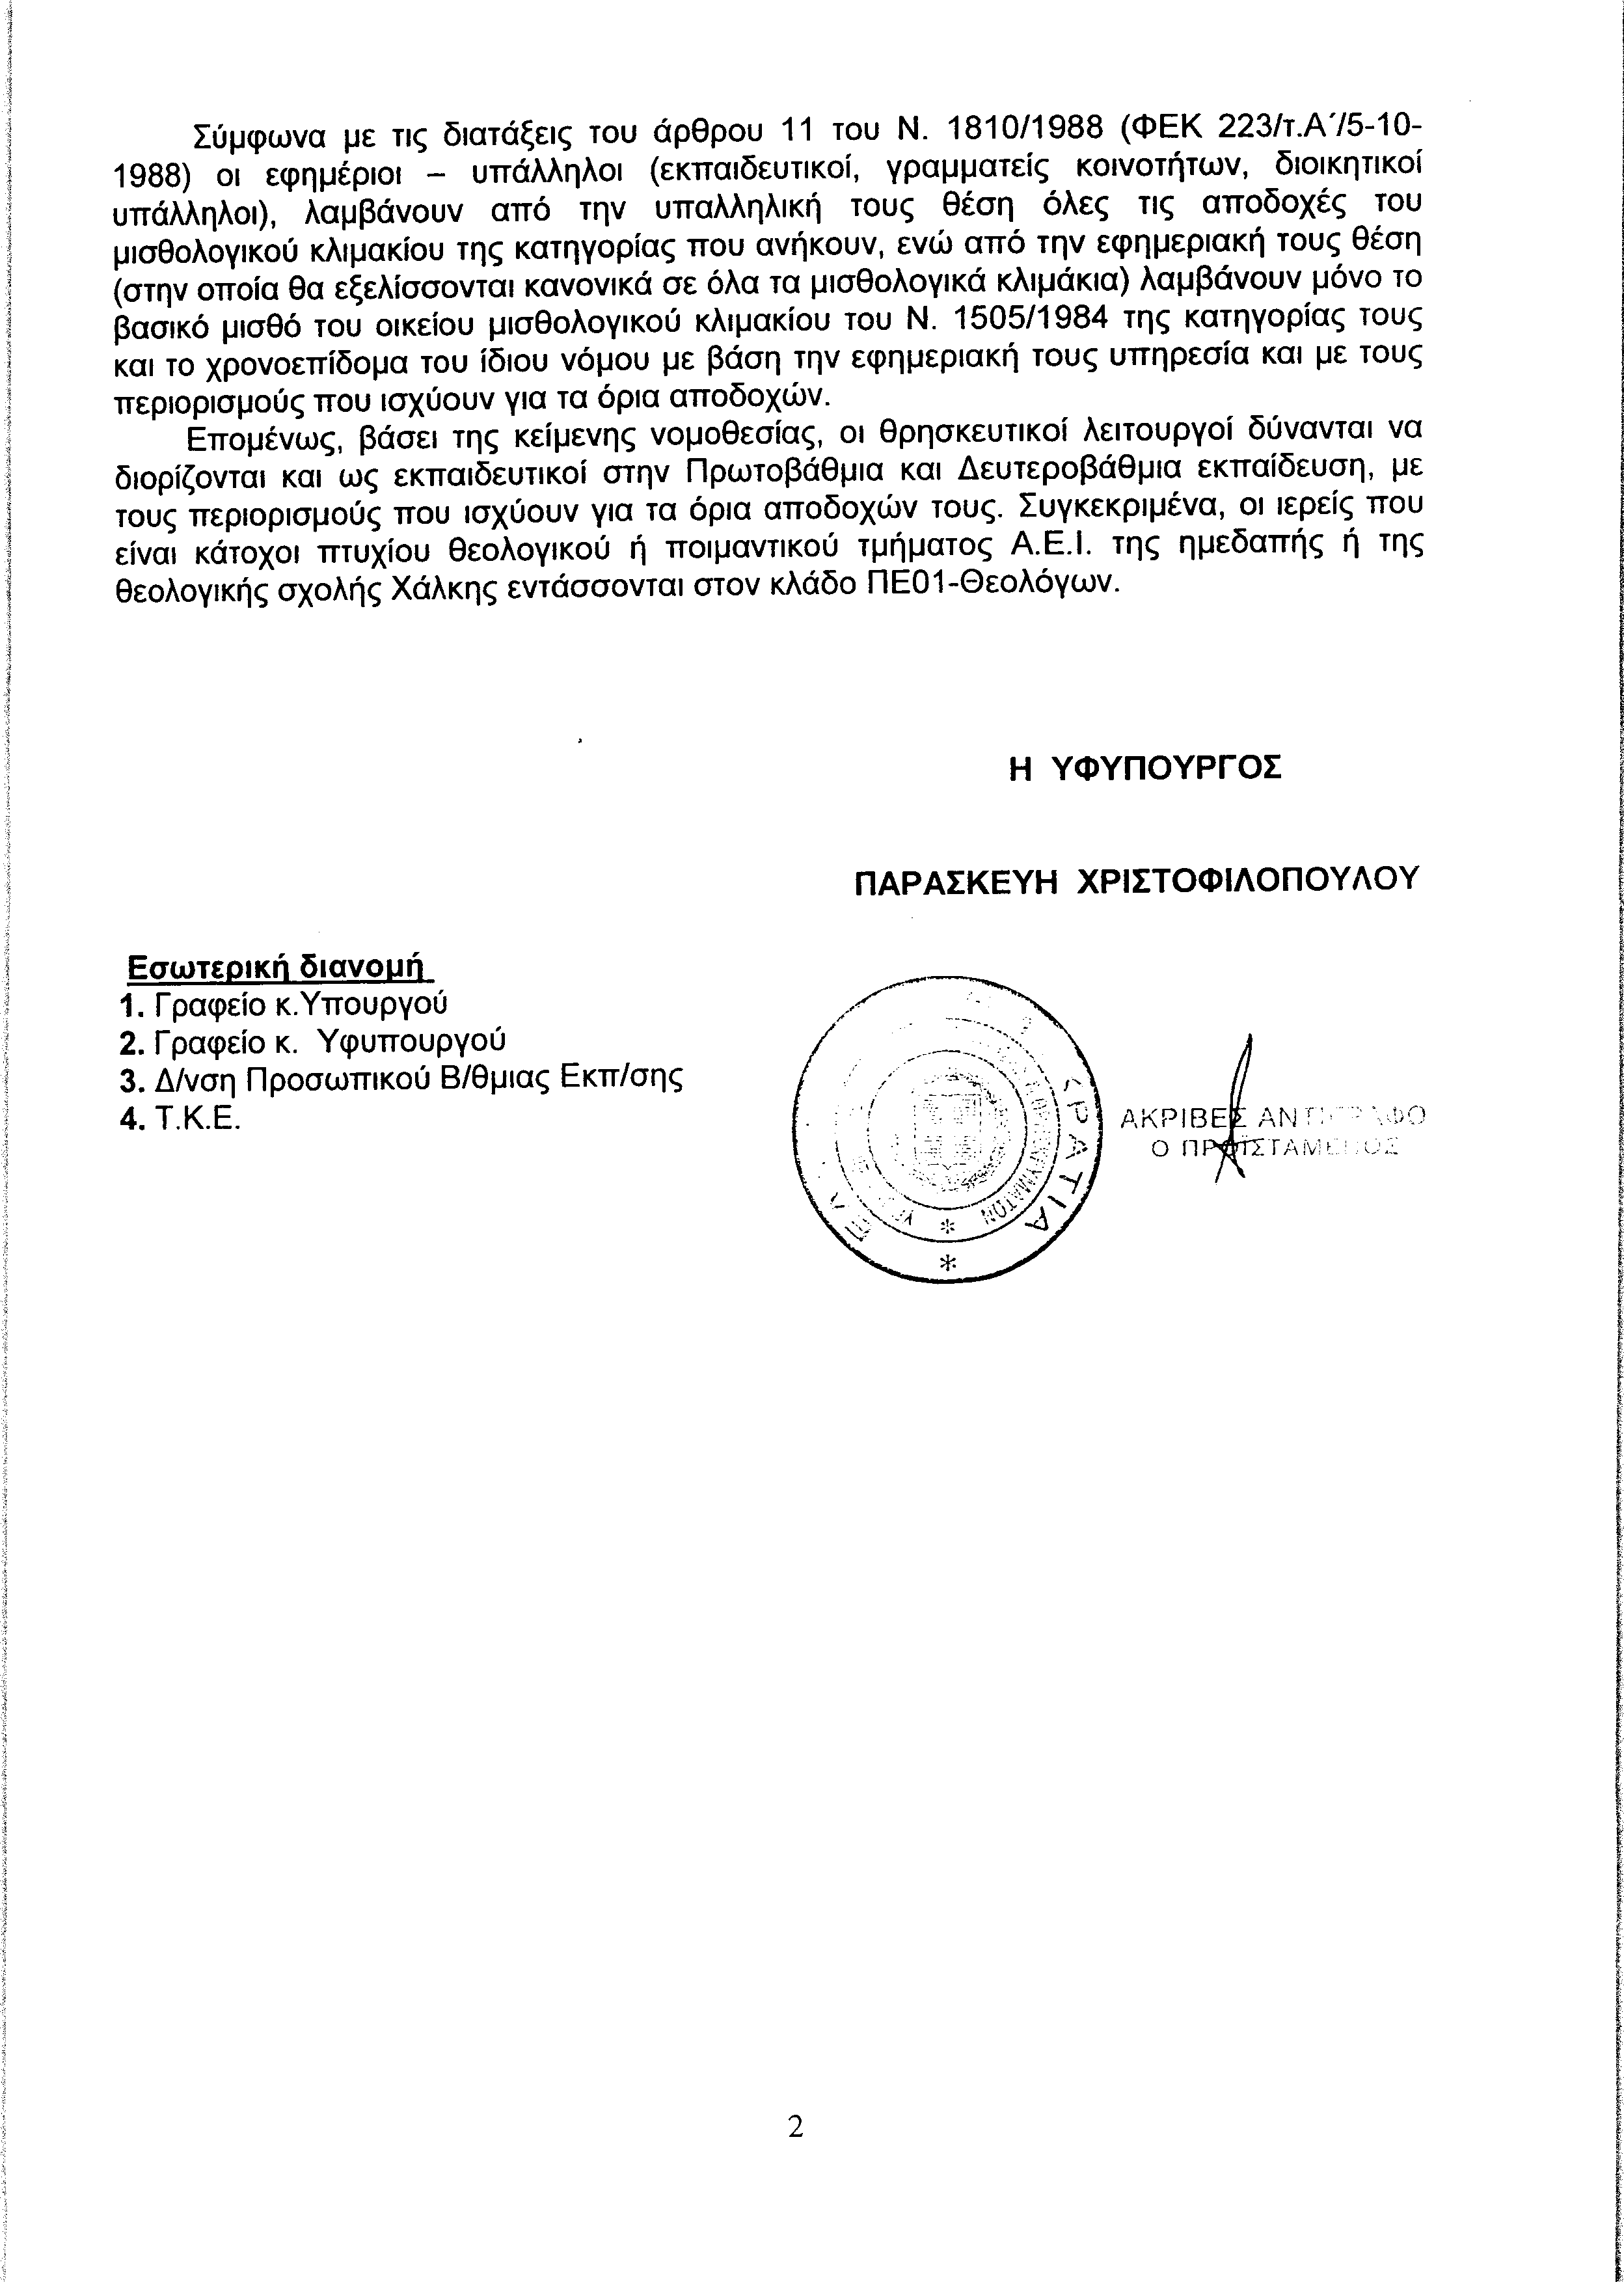 Σύμφωνα με τις διατάξεις του άρθρου 11 του Ν. 1810/1988 (ΦΕΚ 223/τ.Α΄/5-10-
1988) οι εφημέριοι – υπάλληλοι (εκπαιδευτικοί, γραμματείς κοινοτήτων, διοικητικοί
υπάλληλοι), λαμβάνουν από την υπαλληλική τους θέση όλες τις αποδοχές του
μισθολογικού κλιμακίου της κατηγορίας που ανήκουν, ενώ από την εφημεριακή τους θέση
(στην οποία θα εξελίσσονται κανονικά σε όλα τα μισθολογικά κλιμάκια) λαμβάνουν μόνο το
βασικό μισθό του οικείου μισθολογικού κλιμακίου του Ν. 1505/1984 της κατηγορίας τους
και το χρονοεπίδομα του ίδιου νόμου με βάση την εφημεριακή τους υπηρεσία και με τους
περιορισμούς που ισχύουν για τα όρια αποδοχών.
Επομένως, βάσει της κείμενης νομοθεσίας, οι θρησκευτικοί λειτουργοί δύνανται να
διορίζονται και ως εκπαιδευτικοί στην Πρωτοβάθμια και Δευτεροβάθμια εκπαίδευση, με
τους περιορισμούς που ισχύουν για τα όρια αποδοχών τους. Συγκεκριμένα, οι ιερείς που
είναι κάτοχοι πτυχίου θεολογικού ή ποιμαντικού τμήματος Α.Ε.Ι. της ημεδαπής ή της
θεολογικής σχολής Χάλκης εντάσσονται στον κλάδο ΠΕ01-Θεολόγων.
Η ΥΦΥΠΟΥΡΓΟΣ
ΠΑΡΑΣΚΕΥΗ ΧΡΙΣΤΟΦΙΛΟΠΟΥΛΟΥ
Εσωτερική διανομή
1. Γραφείο κ.Υπουργού
2. Γραφείο κ. Υφυπουργού
3. Δ/νση Προσωπικού Β/θμιας Εκπ/σης
4. Τ.Κ.Ε.
ΑΚΡΙΒΕΣ ΑΝΤΙΓΡΑΦΟ
Ο ΠΡΟΪΣΤΑΜΕΝΟΣ
2